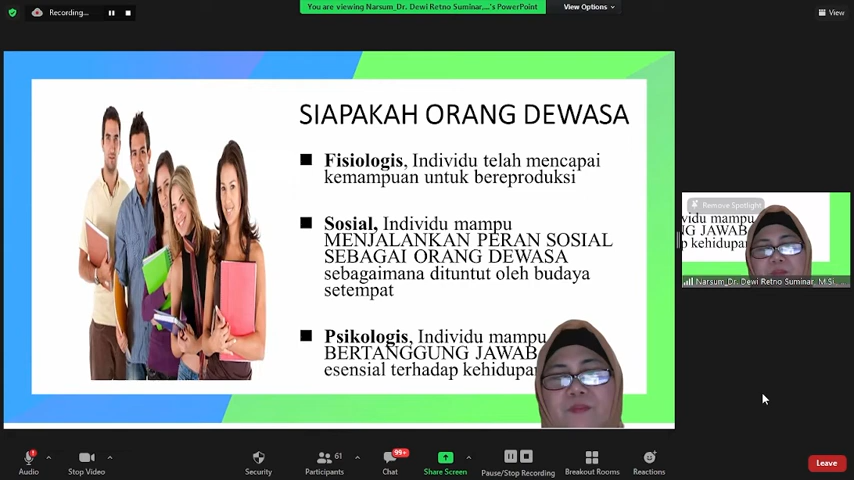 Recording...
You are viewing Narsum_Dr. Dewi Retno Suminar,...'s PowerPoint
View Options
View
SIAPAKAH ORANG DEWASA
Fisiologis, Individu telah mencapai
kemampuan untuk bereproduksi
Sosial, Individu mampu
MENJALANKAN PERAN SOSIAL
SEBAGAI ORANG DEWASA
sebagaimana dituntut oleh budaya
setempat
Psikologis, Individu mampu
BERTANGGUNG JAWAB
esensial terhadap
Remove Spotlight
mampu
JAWAB
Narsum_Dr. Dewi Retno Suminar, M.Si,...
Audio
Stop Video
Security
61
Participants
99+
Chat
Share Screen
Pause/Stop Recording
Breakout Rooms
Reactions
Leave